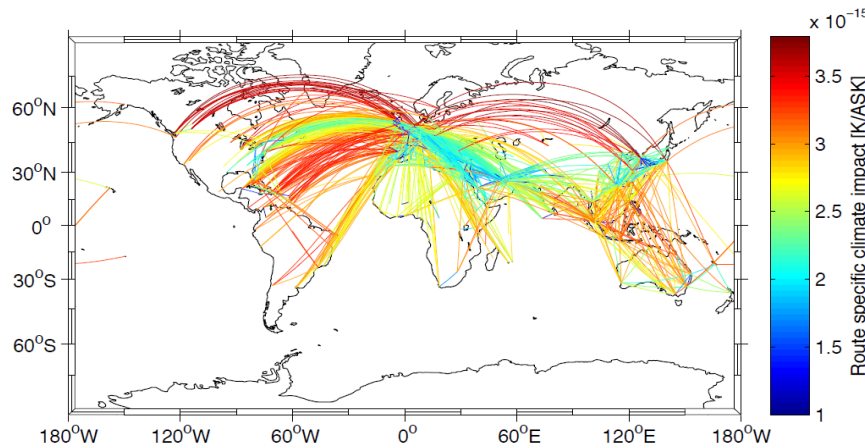 x 10⁻¹⁵
60°N
30°N
0°
30°S
60°S
180°W 120°W 60°W 0° 60°E 120°E 180°W
3.5
3
2.5
2
1.5
1
Route specific climate impact [K/ASK]